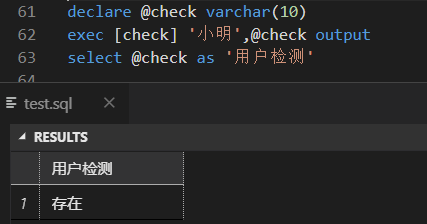 61 declare @check varchar(10)
62 exec [check] '小明',@check output
63 select @check as '用户检测'
64
test.sql
RESULTS
用户检测
1 存在